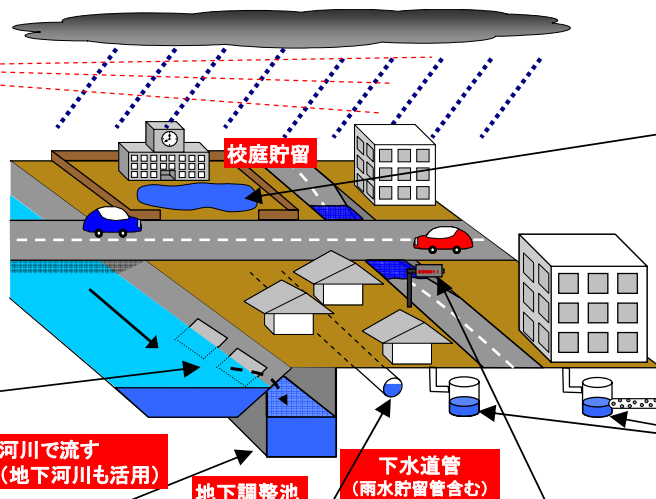 校庭貯留
河川で流す
(地下河川も活用)
地下調整池
下水道管
(雨水貯留管含む)